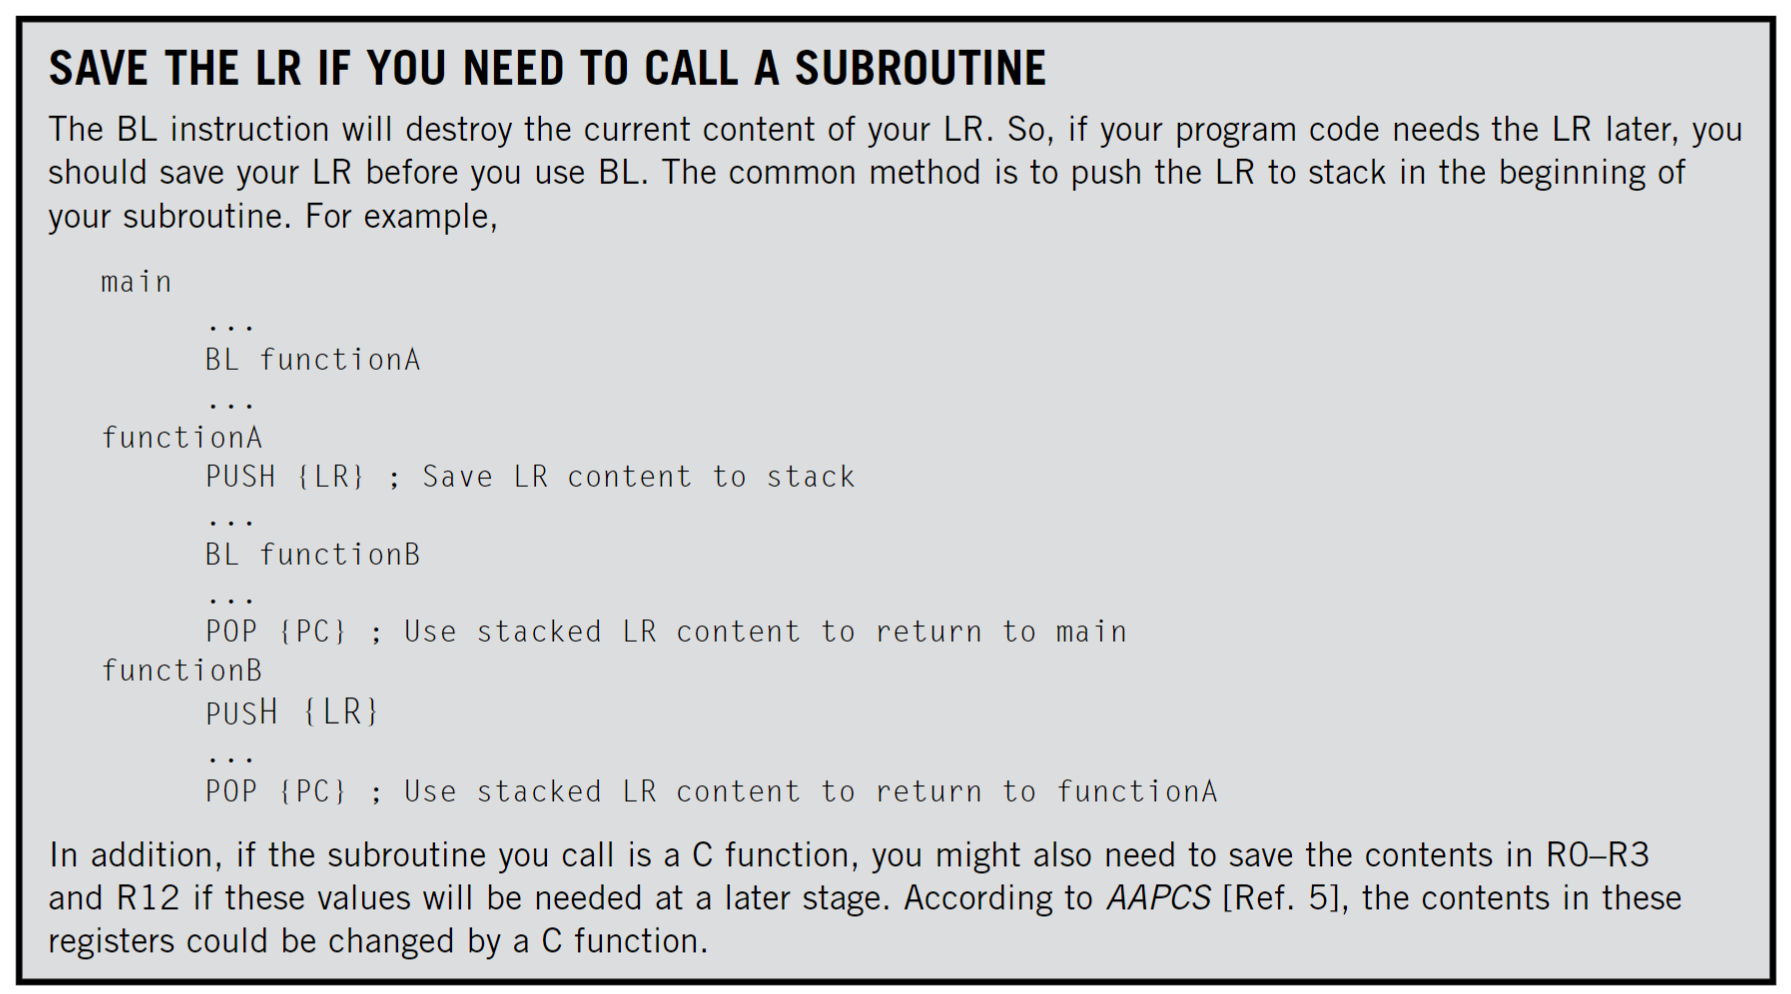 SAVE THE LR IF YOU NEED TO CALL A SUBROUTINE
The BL instruction will destroy the current content of your LR. So, if your program code needs the LR later, you
should save your LR before you use BL. The common method is to push the LR to stack in the beginning of
your subroutine. For example,
main
...
BL functionA
...
functionA
PUSH {LR} ; Save LR content to stack
...
BL functionB
...
POP {PC} ; Use stacked LR content to return to main
functionB
PUSH {LR}
...
POP {PC} ; Use stacked LR content to return to functionA
In addition, if the subroutine you call is a C function, you might also need to save the contents in R0–R3
and R12 if these values will be needed at a later stage. According to AAPCS [Ref. 5], the contents in these
registers could be changed by a C function.